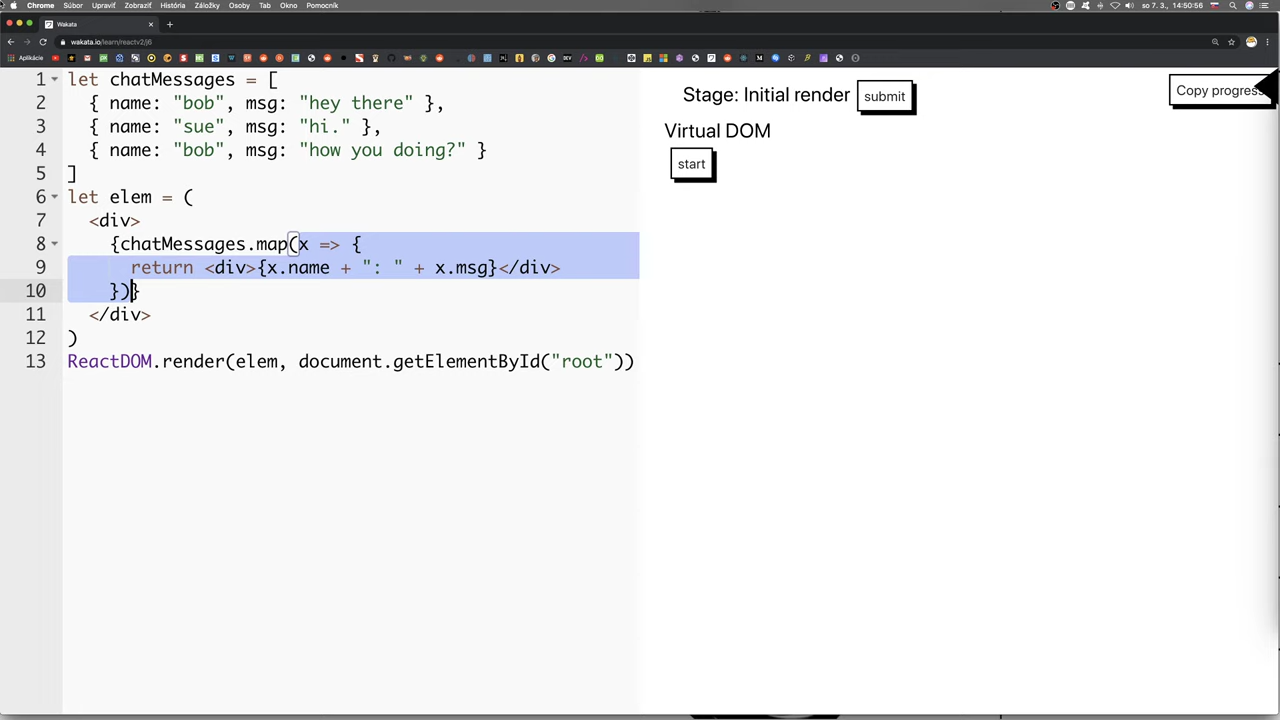 Chrome Súbor Upraviť Zobraziť História Záložky Osoby Tab Okno Pomocník so 7. 3., 14:50:56
Wakata
wakata.io/learn/reactv2/j6
Aplikácie
1 let chatMessages = [
2 { name: "bob", msg: "hey there" },
3 { name: "sue", msg: "hi." },
4 { name: "bob", msg: "how you doing?" }
5 ]
6 let elem = (
7 <div>
8 {chatMessages.map(x => {
9 return <div>{x.name + ": " + x.msg}</div>
10 })}
11 </div>
12 )
13 ReactDOM.render(elem, document.getElementById("root"))
Stage: Initial render submit
Copy progress
Virtual DOM
start